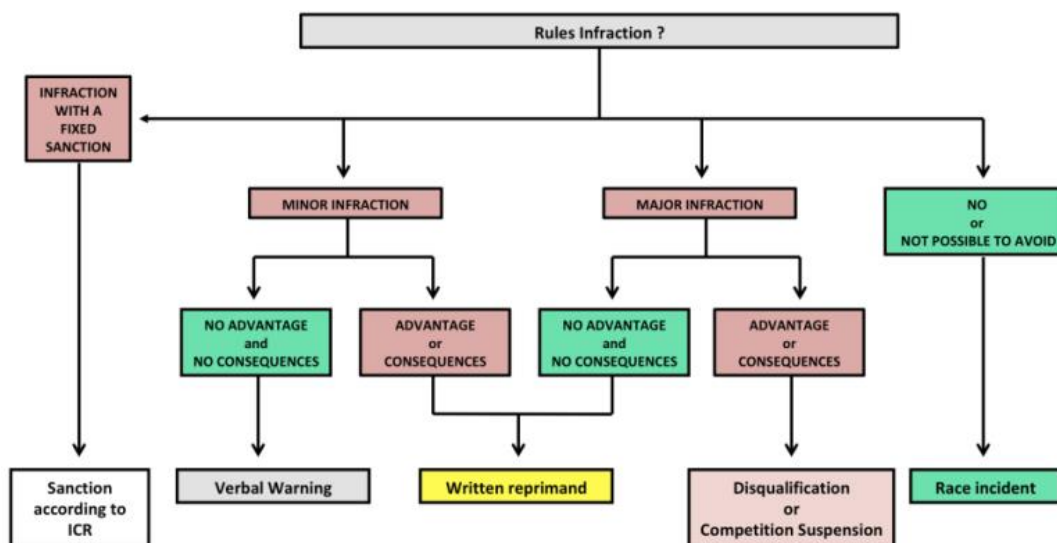 Rules Infraction ?
INFRACTION
WITH A
FIXED
SANCTION
MINOR INFRACTION
MAJOR INFRACTION
NO
or
NOT POSSIBLE TO AVOID
NO ADVANTAGE
and
NO CONSEQUENCES
ADVANTAGE
or
CONSEQUENCES
NO ADVANTAGE
and
NO CONSEQUENCES
ADVANTAGE
or
CONSEQUENCES
Sanction
according to
ICR
Verbal Warning
Written reprimand
Disqualification
or
Competition Suspension
Race incident